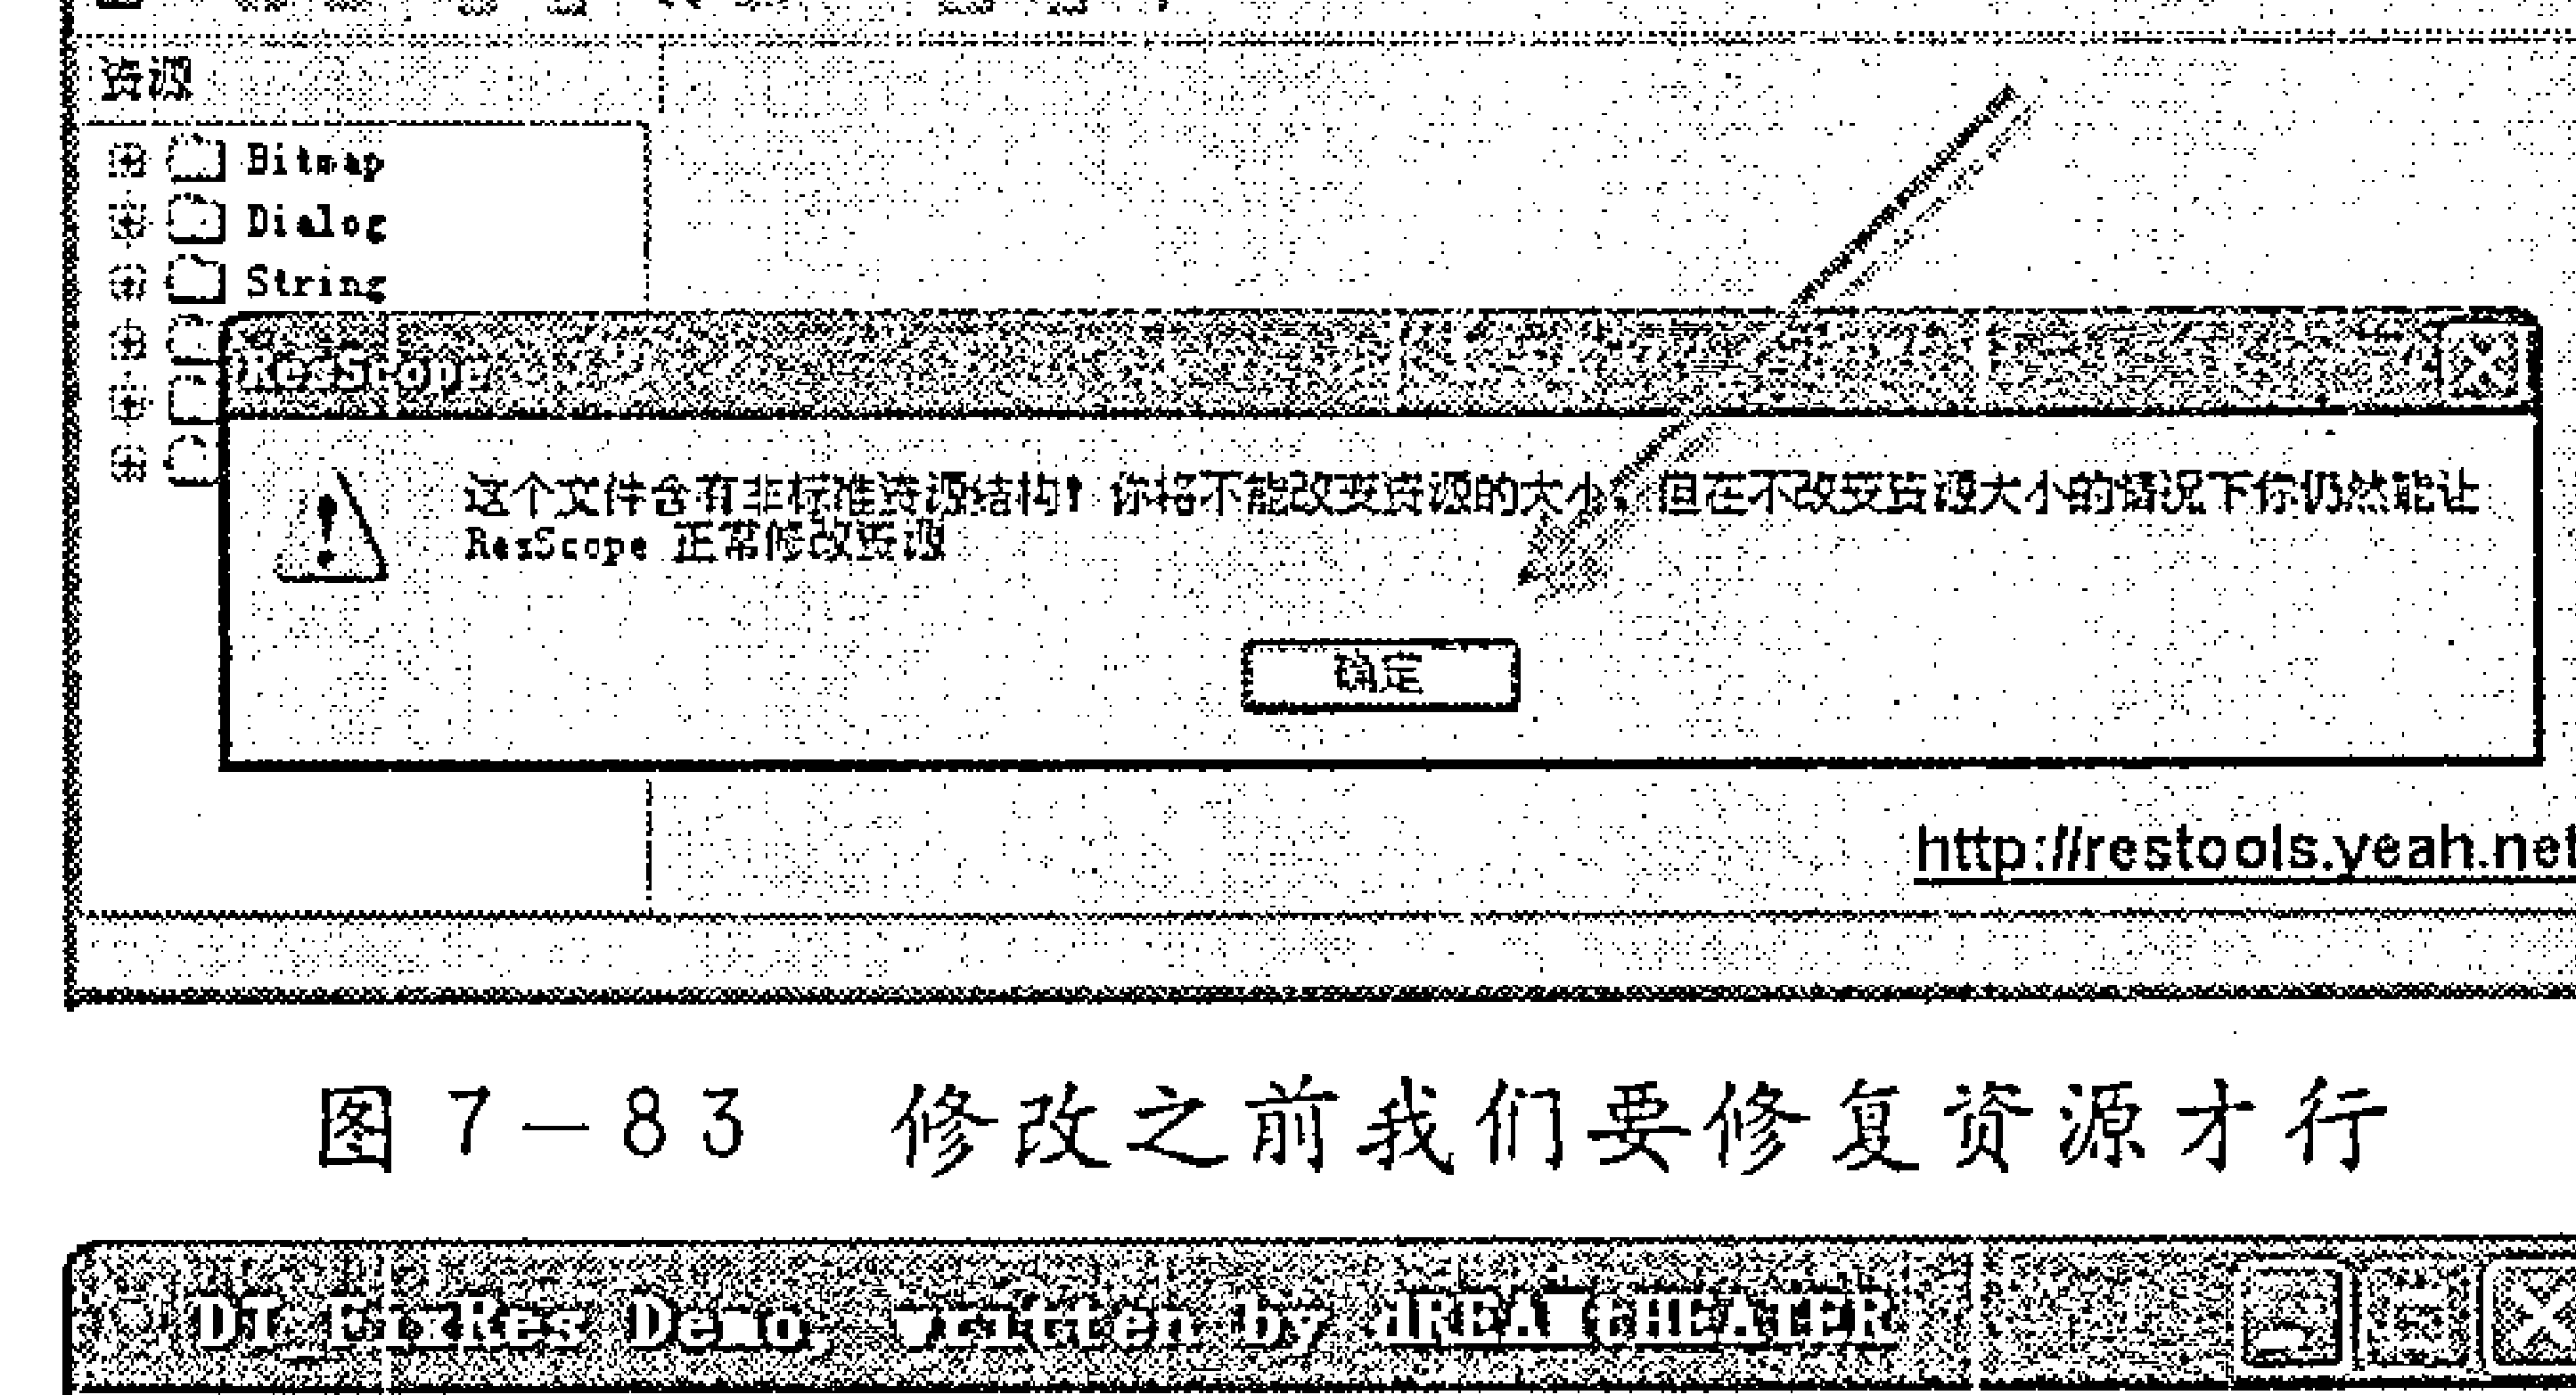 资源
Bitmap
Dialog
String
ResScope
这个文件含有非标准资源结构! 你将不能改变资源的大小, 但在不改变资源大小的情况下你仍然能让
ResScope 正常修改资源
确定
http://restools.yeah.net
图 7-83 修改之前我们要修复资源才行
DT_FixRes Demo, written by dREAMtHEATER